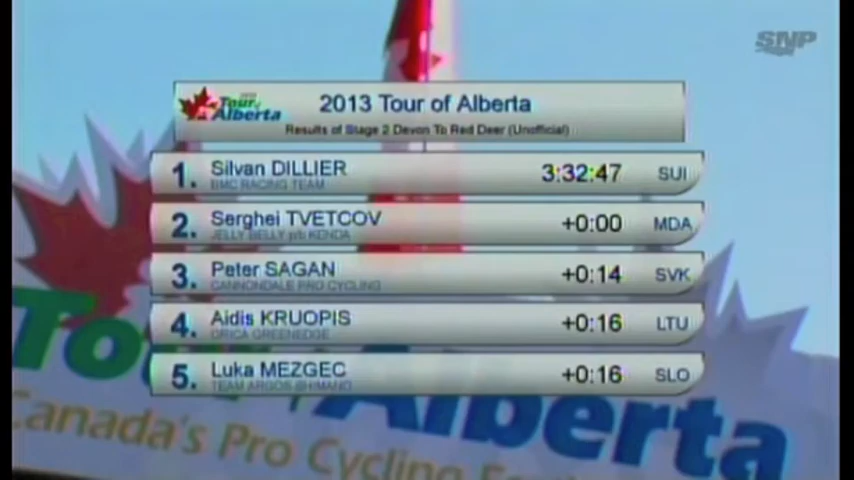 SNP
2013
Tour of
Alberta
2013 Tour of Alberta
Results of Stage 2 Devon To Red Deer (Unofficial)
1. Silvan DILLIER 3:32:47 SUI
BMC RACING TEAM
2. Serghei TVETCOV +0:00 MDA
JELLY BELLY p/b KENDA
3. Peter SAGAN +0:14 SVK
CANNONDALE PRO CYCLING
4. Aidis KRUOPIS +0:16 LTU
ORICA GREENEDGE
5. Luka MEZGEC +0:16 SLO
TEAM ARGOS SHIMANO
Tour of
Alberta
Canada's Pro Cycling